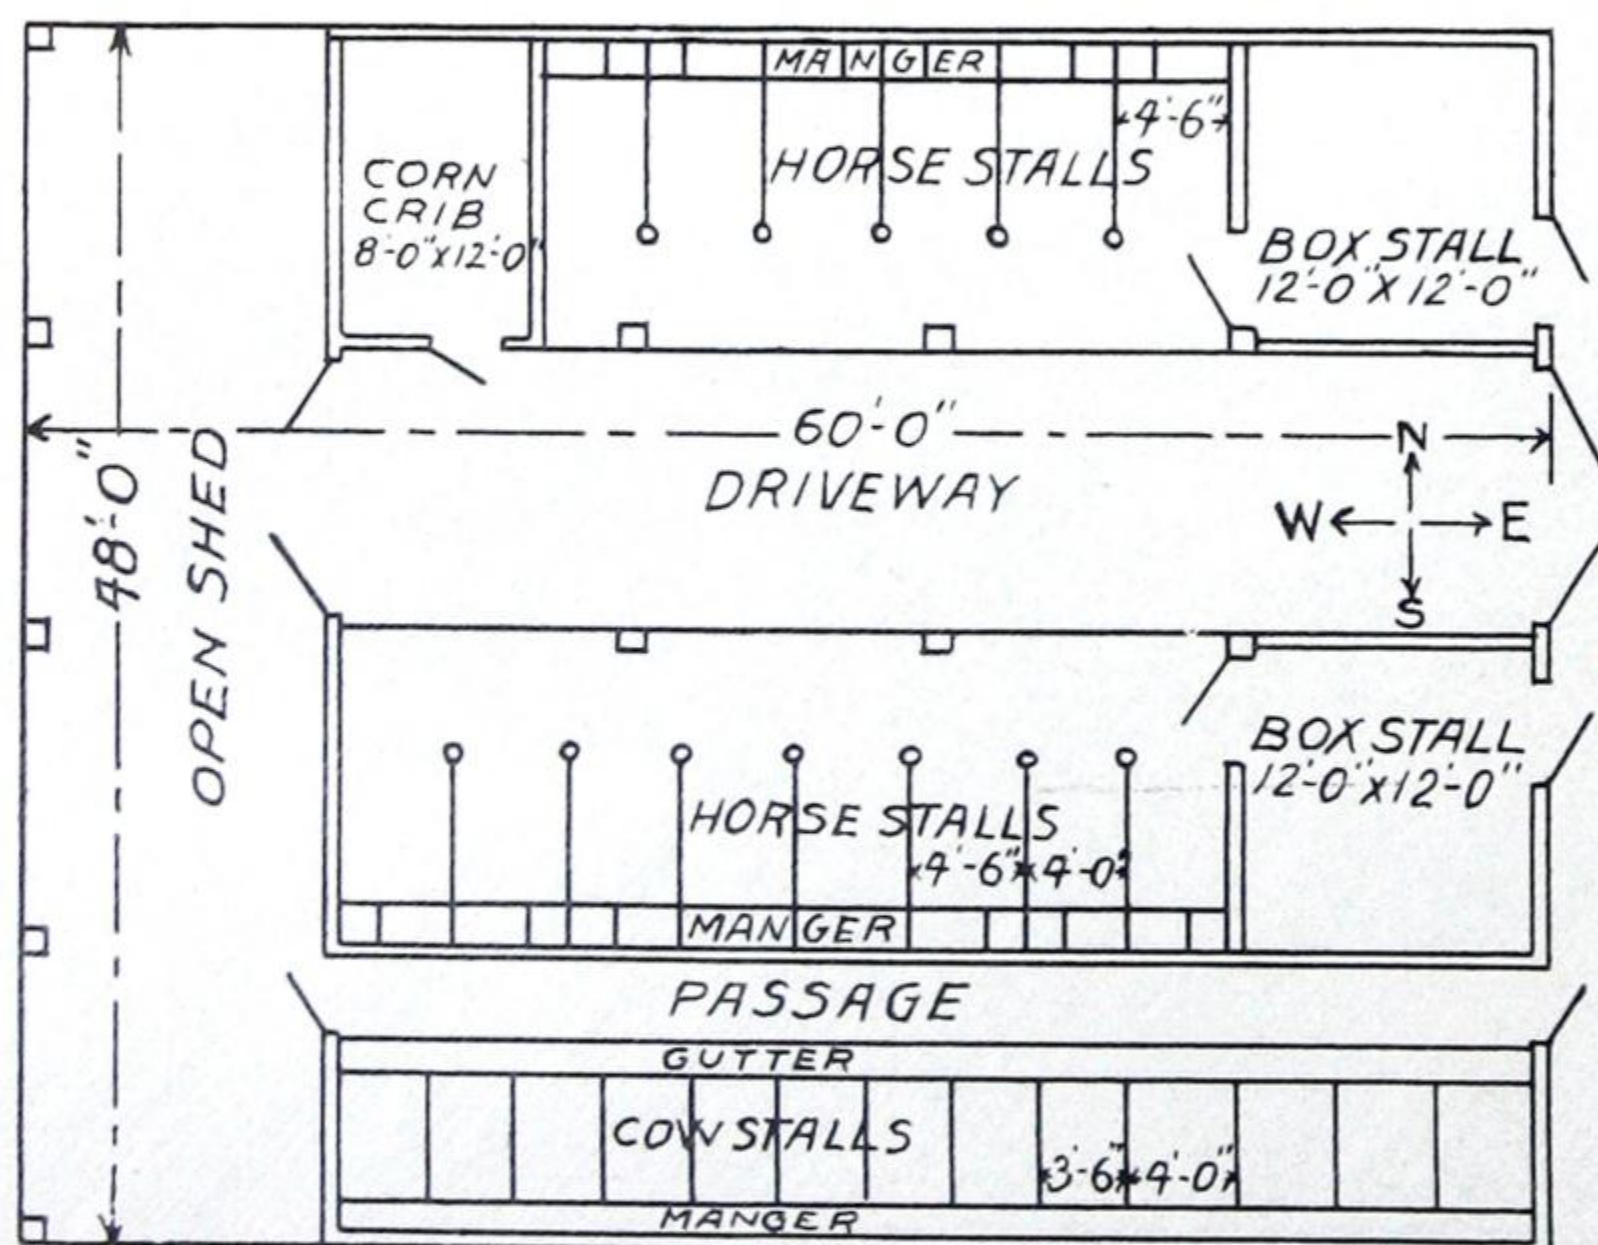 MANGER
4'-6"
HORSE STALLS
CORN
CRIB
8'-0"X12'-0"
BOX STALL
12'-0"X12'-0"
60'-0"
DRIVEWAY
N
W E
S
48'-0"
OPEN SHED
BOX STALL
12'-0"X12'-0"
HORSE STALLS
4'-6" 4'-0"
MANGER
PASSAGE
GUTTER
COW STALLS
3'-6" 4'-0"
MANGER